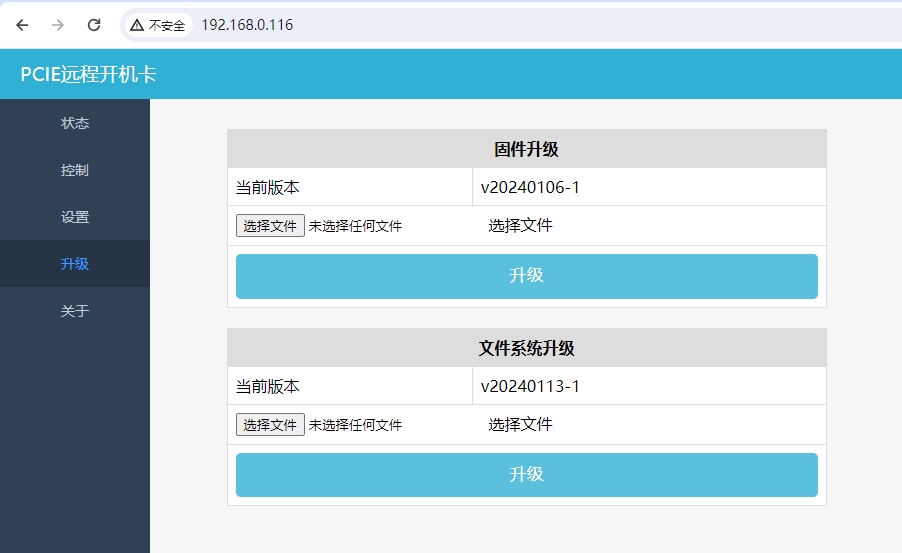 不安全 192.168.0.116
PCIE远程开机卡
状态
控制
设置
升级
关于
固件升级
当前版本 v20240106-1
选择文件 未选择任何文件 选择文件
升级
文件系统升级
当前版本 v20240113-1
选择文件 未选择任何文件 选择文件
升级